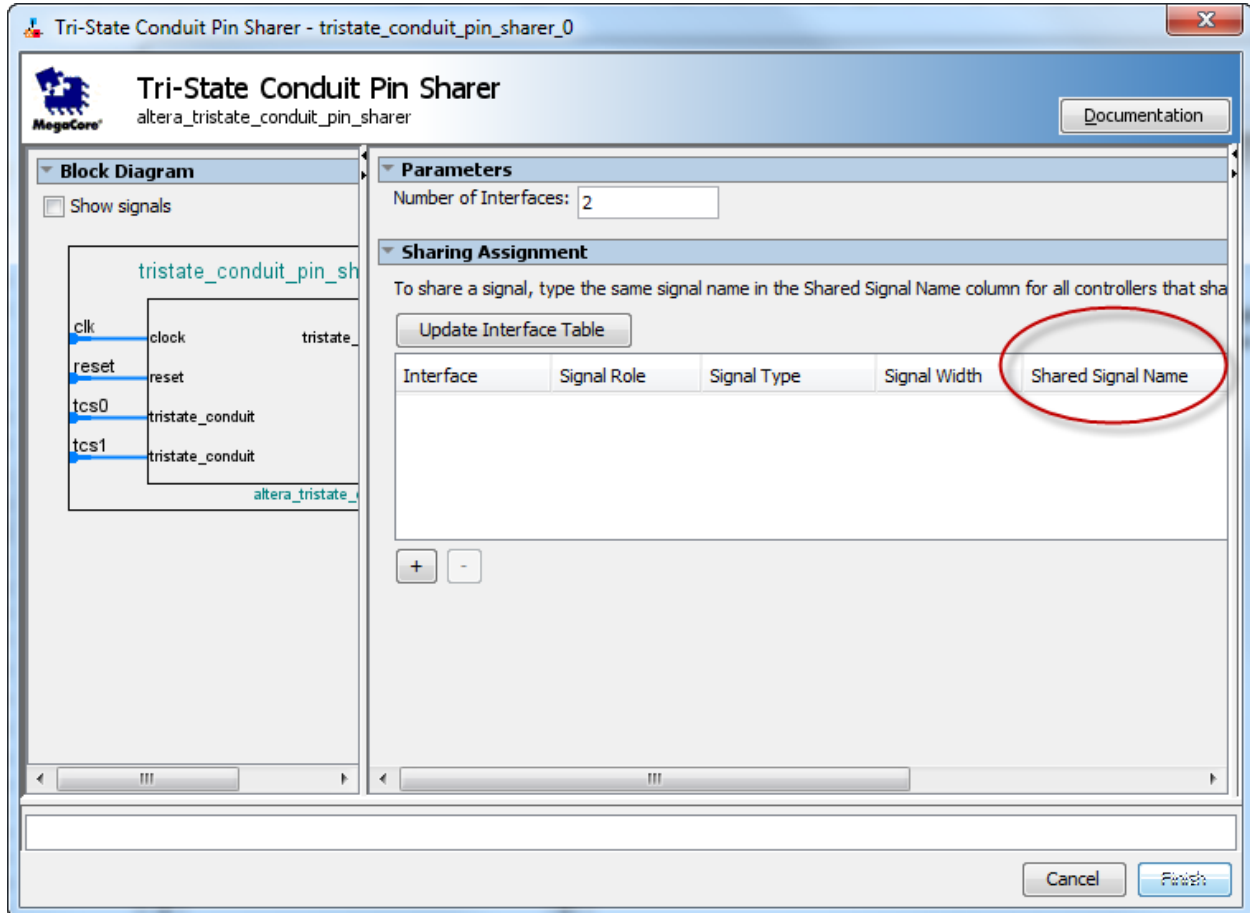 Tri-State Conduit Pin Sharer - tristate_conduit_pin_sharer_0
Tri-State Conduit Pin Sharer
altera_tristate_conduit_pin_sharer
MegaCore®
Documentation
Block Diagram
Show signals
tristate_conduit_pin_sh
clk
clock
tristate_
reset
reset
tcs0
tristate_conduit
tcs1
tristate_conduit
altera_tristate_
Parameters
Number of Interfaces: 2
Sharing Assignment
To share a signal, type the same signal name in the Shared Signal Name column for all controllers that sha
Update Interface Table
Interface Signal Role Signal Type Signal Width Shared Signal Name
+ -
Cancel Finish